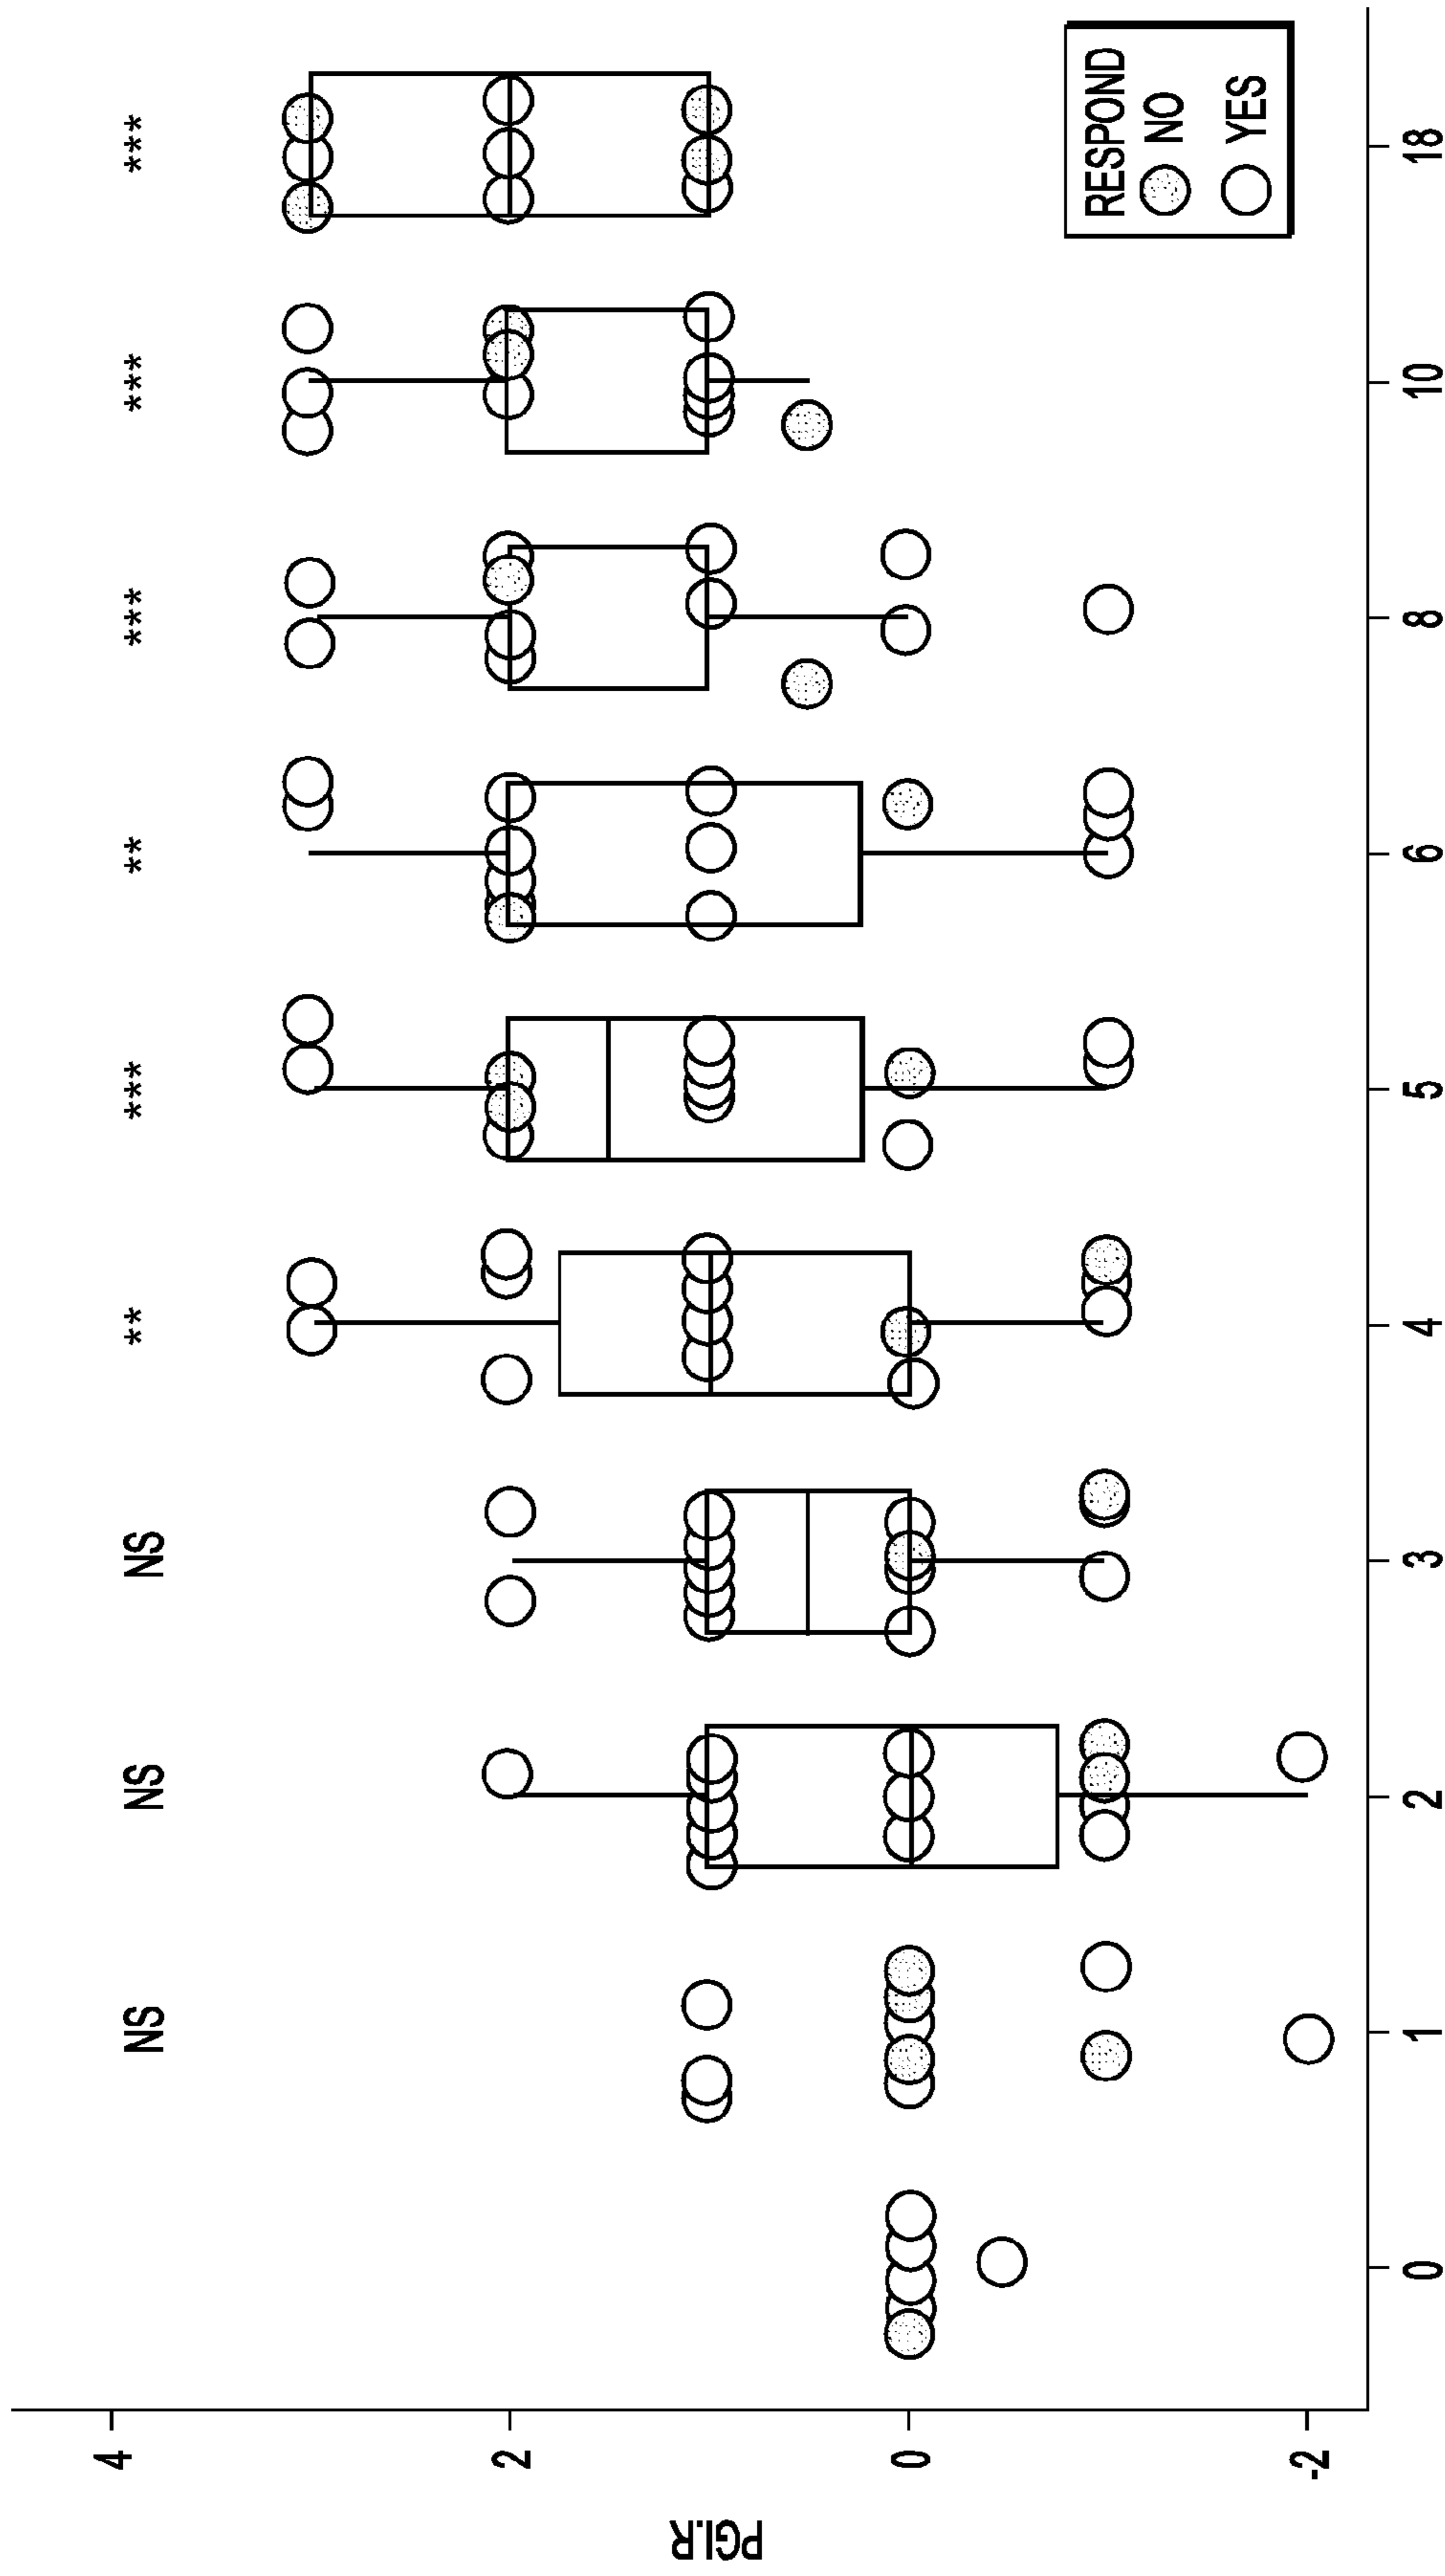 NS NS NS ** *** ** *** *** ***
4
2
0
-2
PGI.R
0 1 2 3 4 5 6 8 10 18
RESPOND
NO
YES